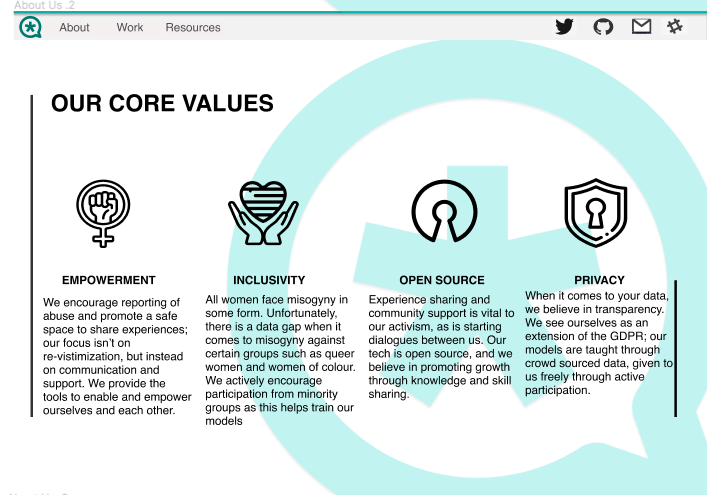 About Us .2
About Work Resources
OUR CORE VALUES
EMPOWERMENT
We encourage reporting of
abuse and promote a safe
space to share experiences;
our focus isn't on
re-vistimization, but instead
on communication and
support. We provide the
tools to enable and empower
ourselves and each other.
INCLUSIVITY
All women face misogyny in
some form. Unfortunately,
there is a data gap when it
comes to misogyny against
certain groups such as queer
women and women of colour.
We actively encourage
participation from minority
groups as this helps train our
models
OPEN SOURCE
Experience sharing and
community support is vital to
our activism, as is starting
dialogues between us. Our
tech is open source, and we
believe in promoting growth
through knowledge and skill
sharing.
PRIVACY
When it comes to your data,
we believe in transparency.
We see ourselves as an
extension of the GDPR; our
models are taught through
crowd sourced data, given to
us freely through active
participation.